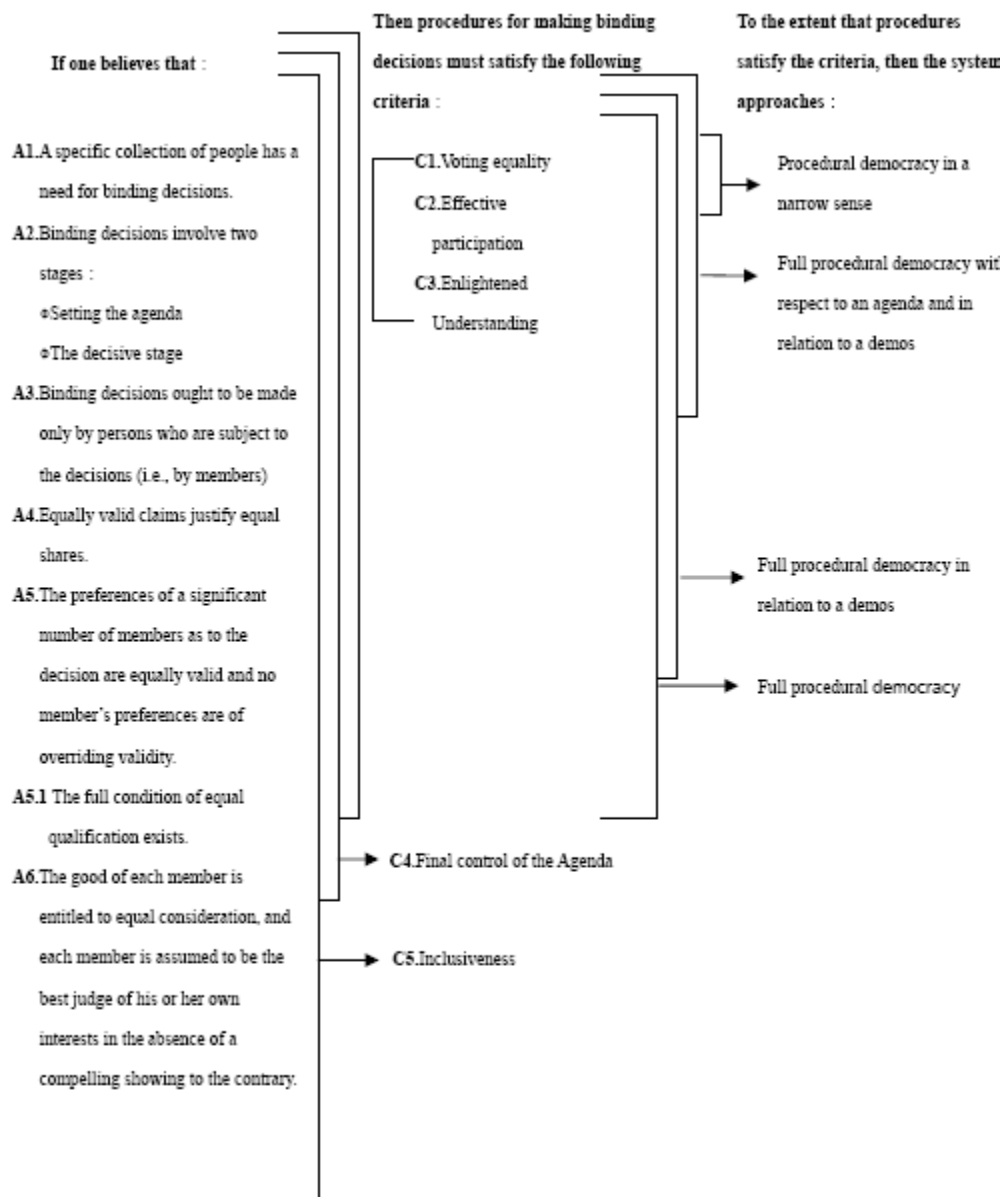 If one believes that :
A1.A specific collection of people has a
need for binding decisions.
A2.Binding decisions involve two
stages :
Setting the agenda
The decisive stage
A3.Binding decisions ought to be made
only by persons who are subject to
the decisions (i.e., by members)
A4.Equally valid claims justify equal
shares.
A5.The preferences of a significant
number of members as to the
decision are equally valid and no
member's preferences are of
overriding validity.
A5.1 The full condition of equal
qualification exists.
A6.The good of each member is
entitled to equal consideration, and
each member is assumed to be the
best judge of his or her own
interests in the absence of a
compelling showing to the contrary.
Then procedures for making binding
decisions must satisfy the following
criteria :
C1.Voting equality
C2.Effective
participation
C3.Enlightened
Understanding
C4.Final control of the Agenda
C5.Inclusiveness
To the extent that procedures
satisfy the criteria, then the system
approaches :
Procedural democracy in a
narrow sense
Full procedural democracy wit
respect to an agenda and in
relation to a demos
Full procedural democracy in
relation to a demos
Full procedural democracy